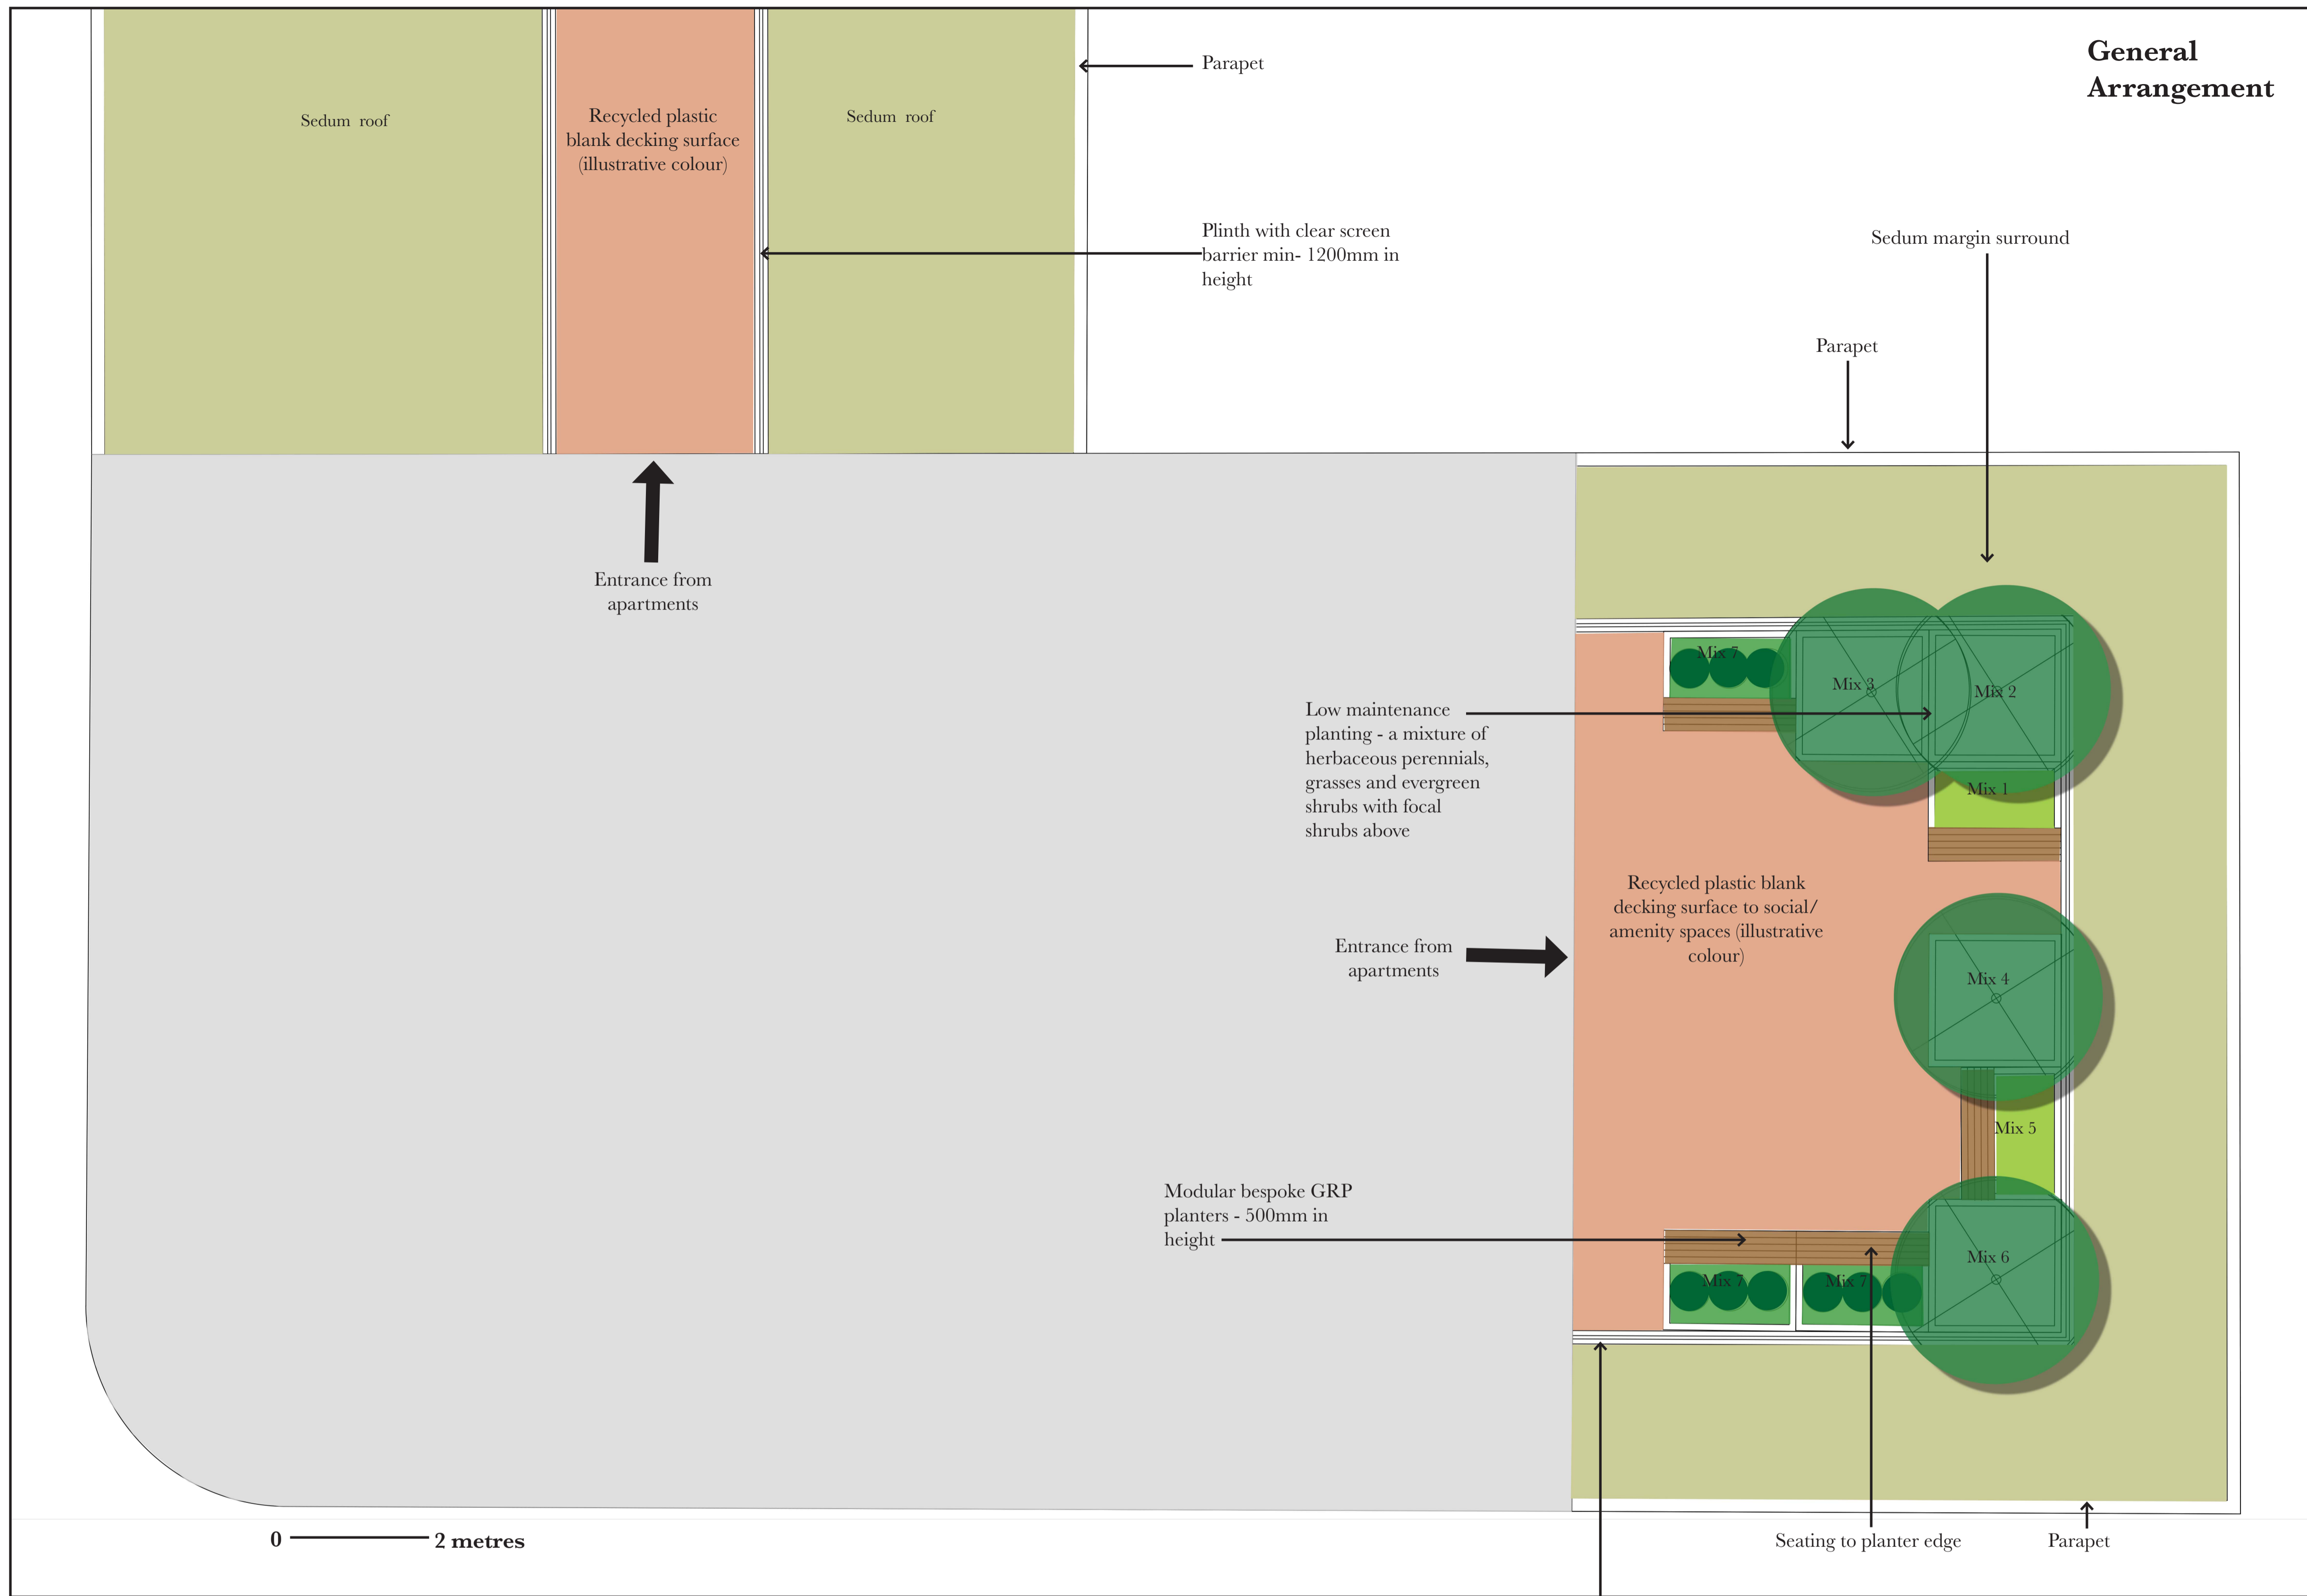 General
Arrangement
Parapet
Sedum roof
Recycled plastic
blank decking surface
(illustrative colour)
Sedum roof
Plinth with clear screen
barrier min- 1200mm in
height
Sedum margin surround
Parapet
Entrance from
apartments
Mix 7
Mix 3
Mix 2
Low maintenance
planting - a mixture of
herbaceous perennials,
grasses and evergreen
shrubs with focal
shrubs above
Mix 1
Recycled plastic blank
decking surface to social/
amenity spaces (illustrative
colour)
Entrance from
apartments
Mix 4
Mix 5
Modular bespoke GRP
planters - 500mm in
height
Mix 6
Mix 7
Mix 7
0
2 metres
Seating to planter edge
Parapet